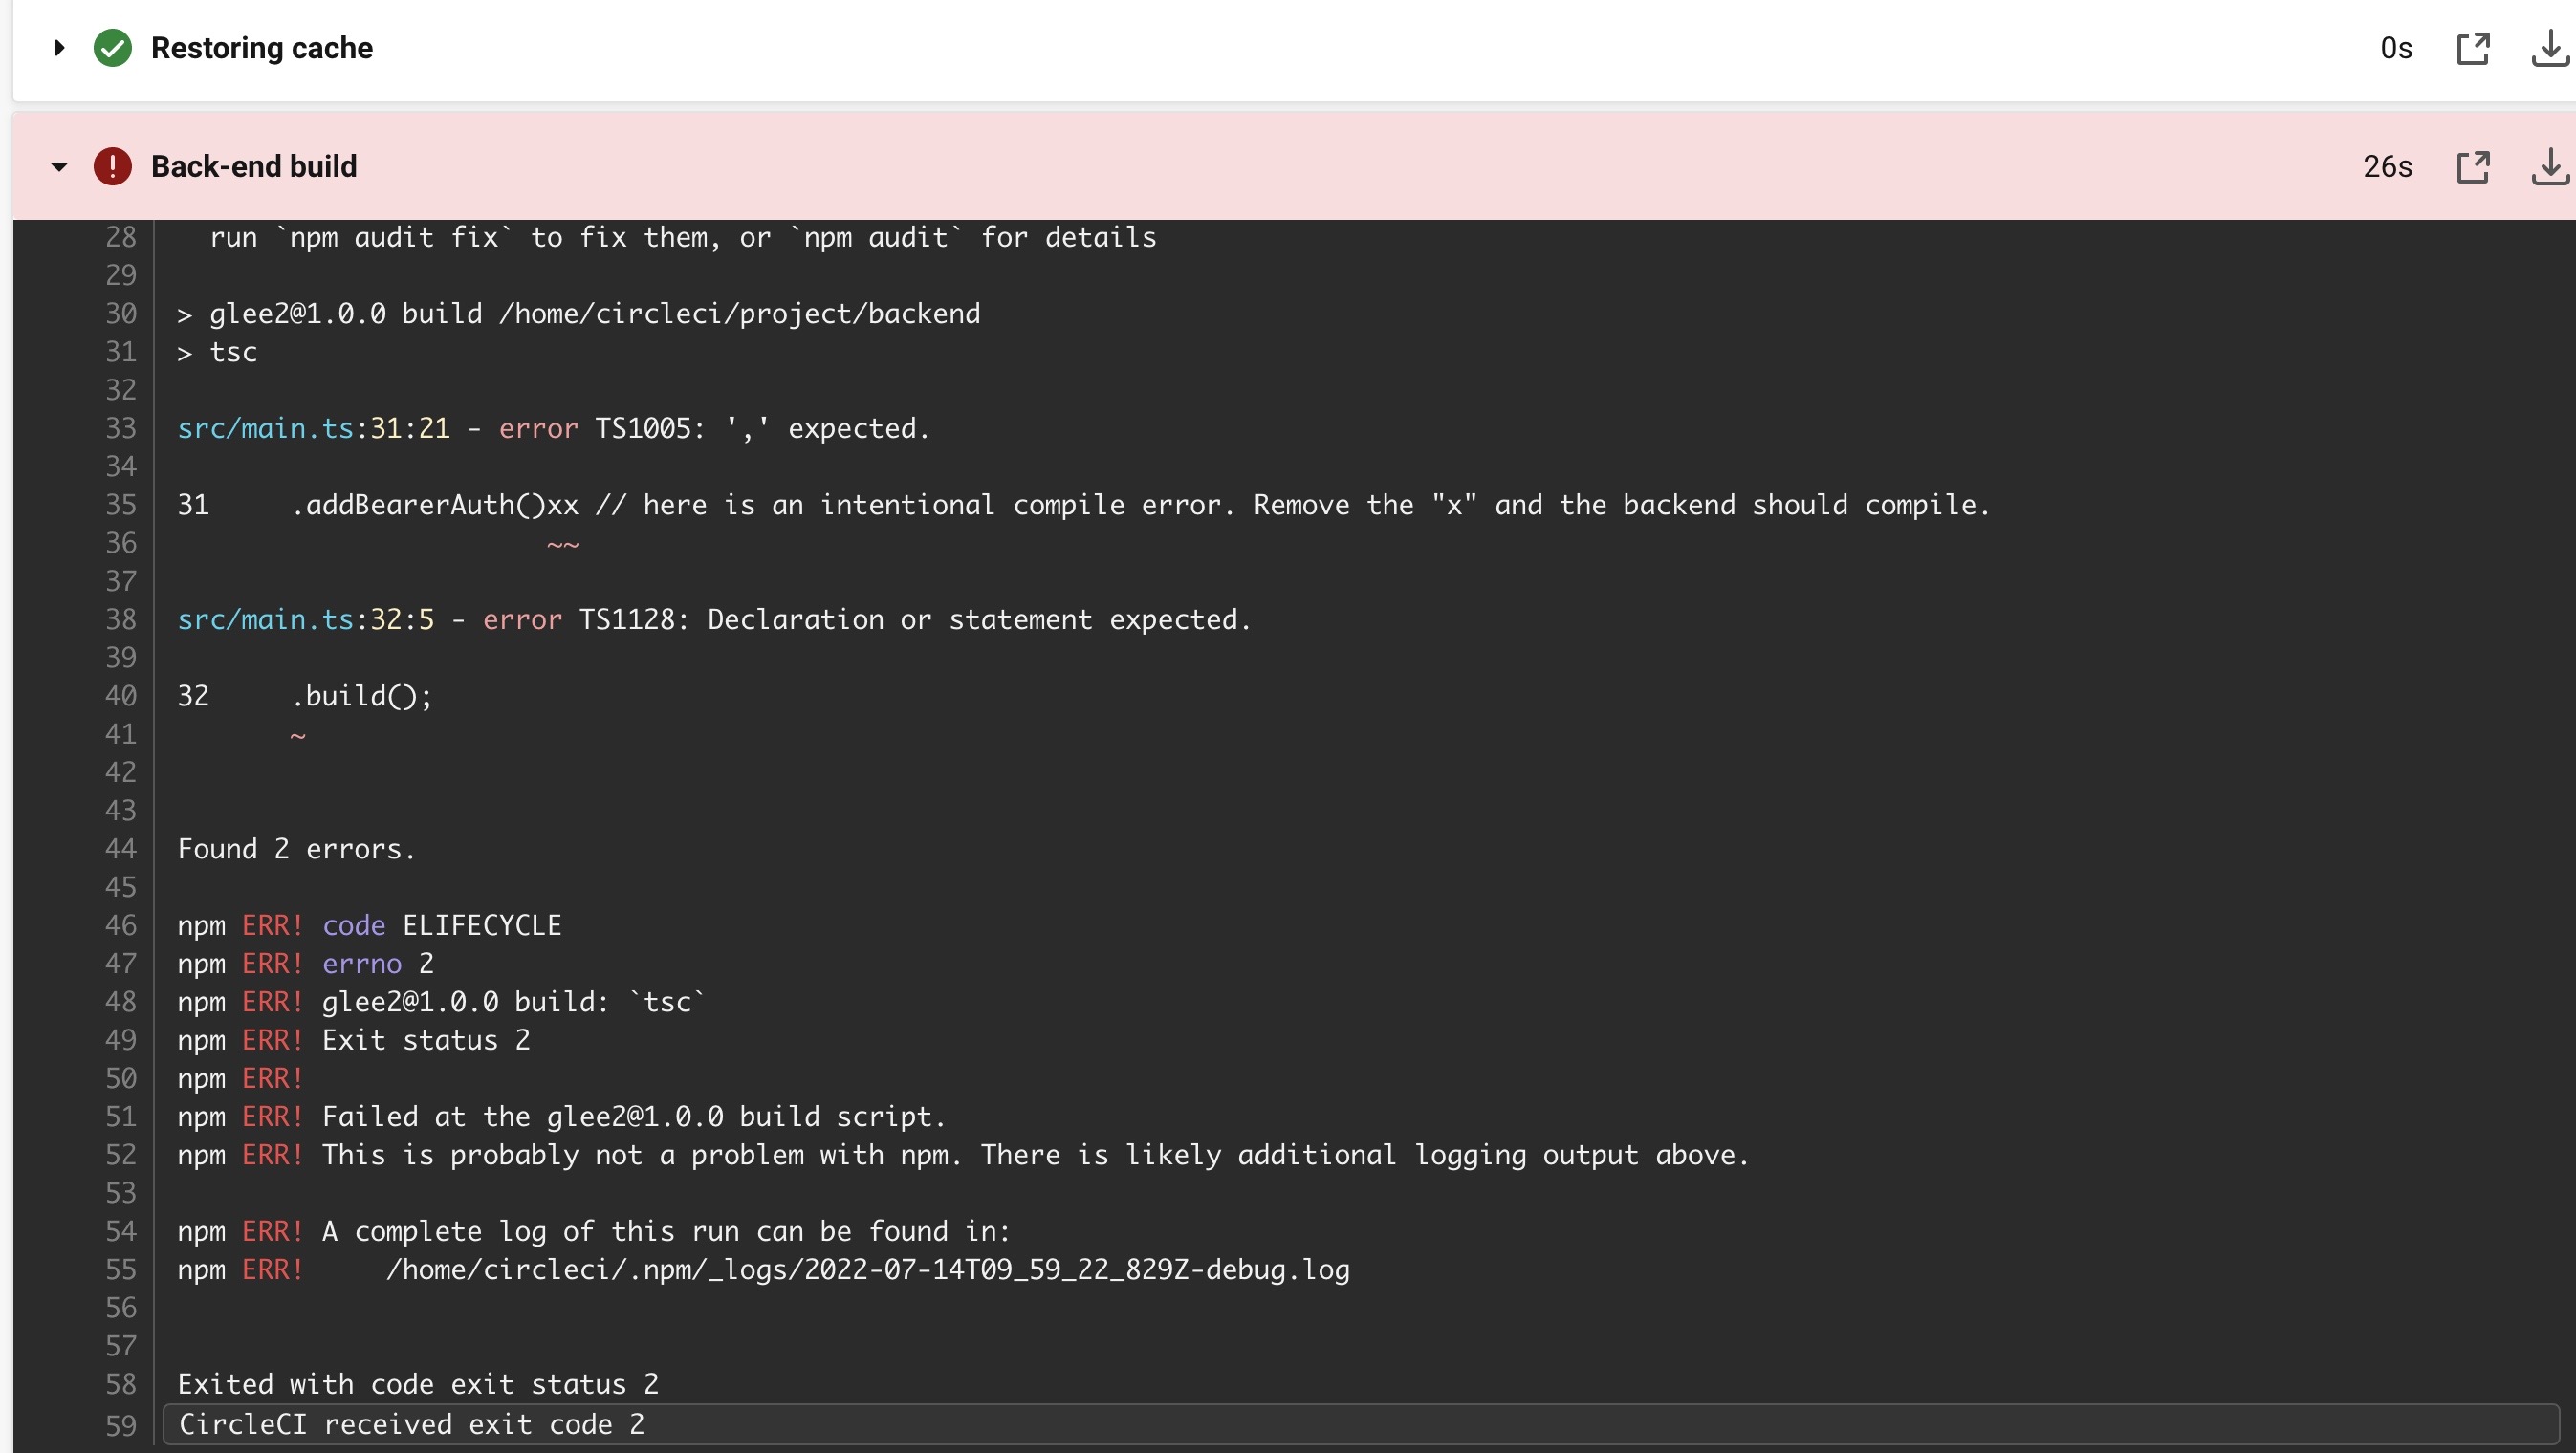 Restoring cache 0s
Back-end build 26s
28   run `npm audit fix` to fix them, or `npm audit` for details
29
30 > glee2@1.0.0 build /home/circleci/project/backend
31 > tsc
32
33 src/main.ts:31:21 - error TS1005: ',' expected.
34
35 31     .addBearerAuth()xx // here is an intentional compile error. Remove the "x" and the backend should compile.
36                        ~~
37
38 src/main.ts:32:5 - error TS1128: Declaration or statement expected.
39
40 32     .build();
41        ~
42
43
44 Found 2 errors.
45
46 npm ERR! code ELIFECYCLE
47 npm ERR! errno 2
48 npm ERR! glee2@1.0.0 build: `tsc`
49 npm ERR! Exit status 2
50 npm ERR!
51 npm ERR! Failed at the glee2@1.0.0 build script.
52 npm ERR! This is probably not a problem with npm. There is likely additional logging output above.
53
54 npm ERR! A complete log of this run can be found in:
55 npm ERR!     /home/circleci/.npm/_logs/2022-07-14T09_59_22_829Z-debug.log
56
57
58 Exited with code exit status 2
59 CircleCI received exit code 2